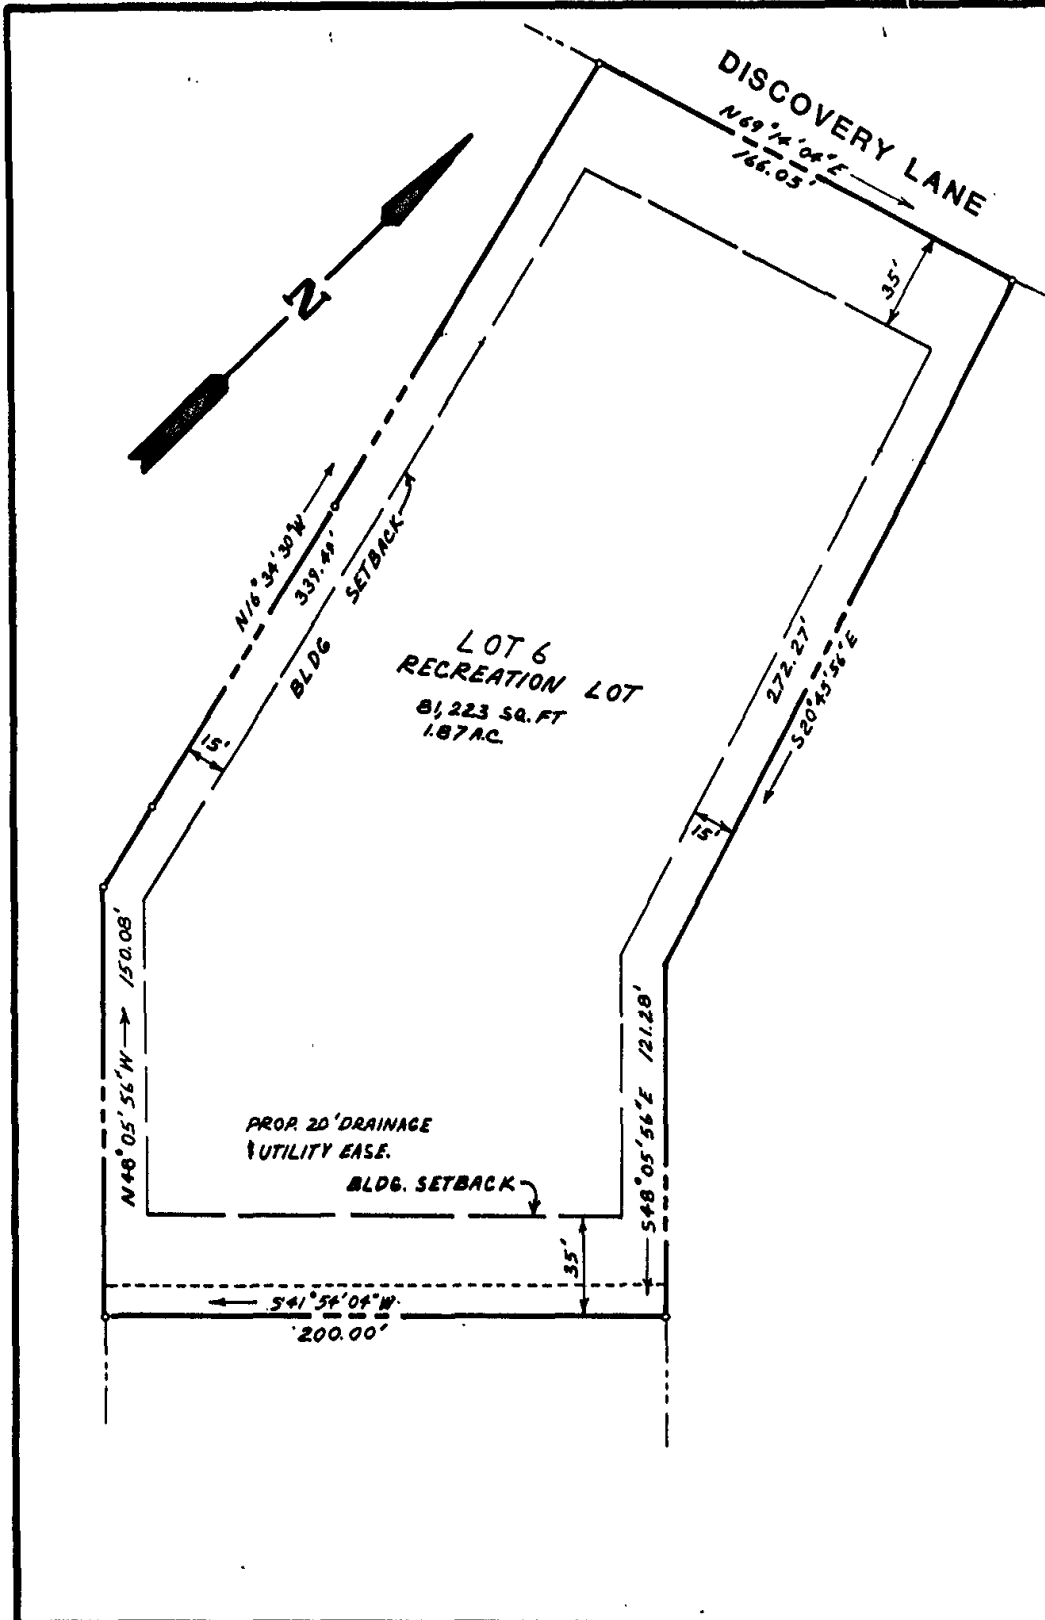 DISCOVERY LANE
N69°14'04"E
166.05'
35'
N
N16°34'30"W
339.41'
BLDG SETBACK
LOT 6
RECREATION LOT
81,223 SQ. FT
1.87 AC.
272.27'
S20°45'56"E
15'
15'
N48°05'56"W 150.08'
S48°05'56"E 121.28'
PROP. 20' DRAINAGE
& UTILITY EASE.
BLDG. SETBACK
35'
S41°54'04"W
200.00'